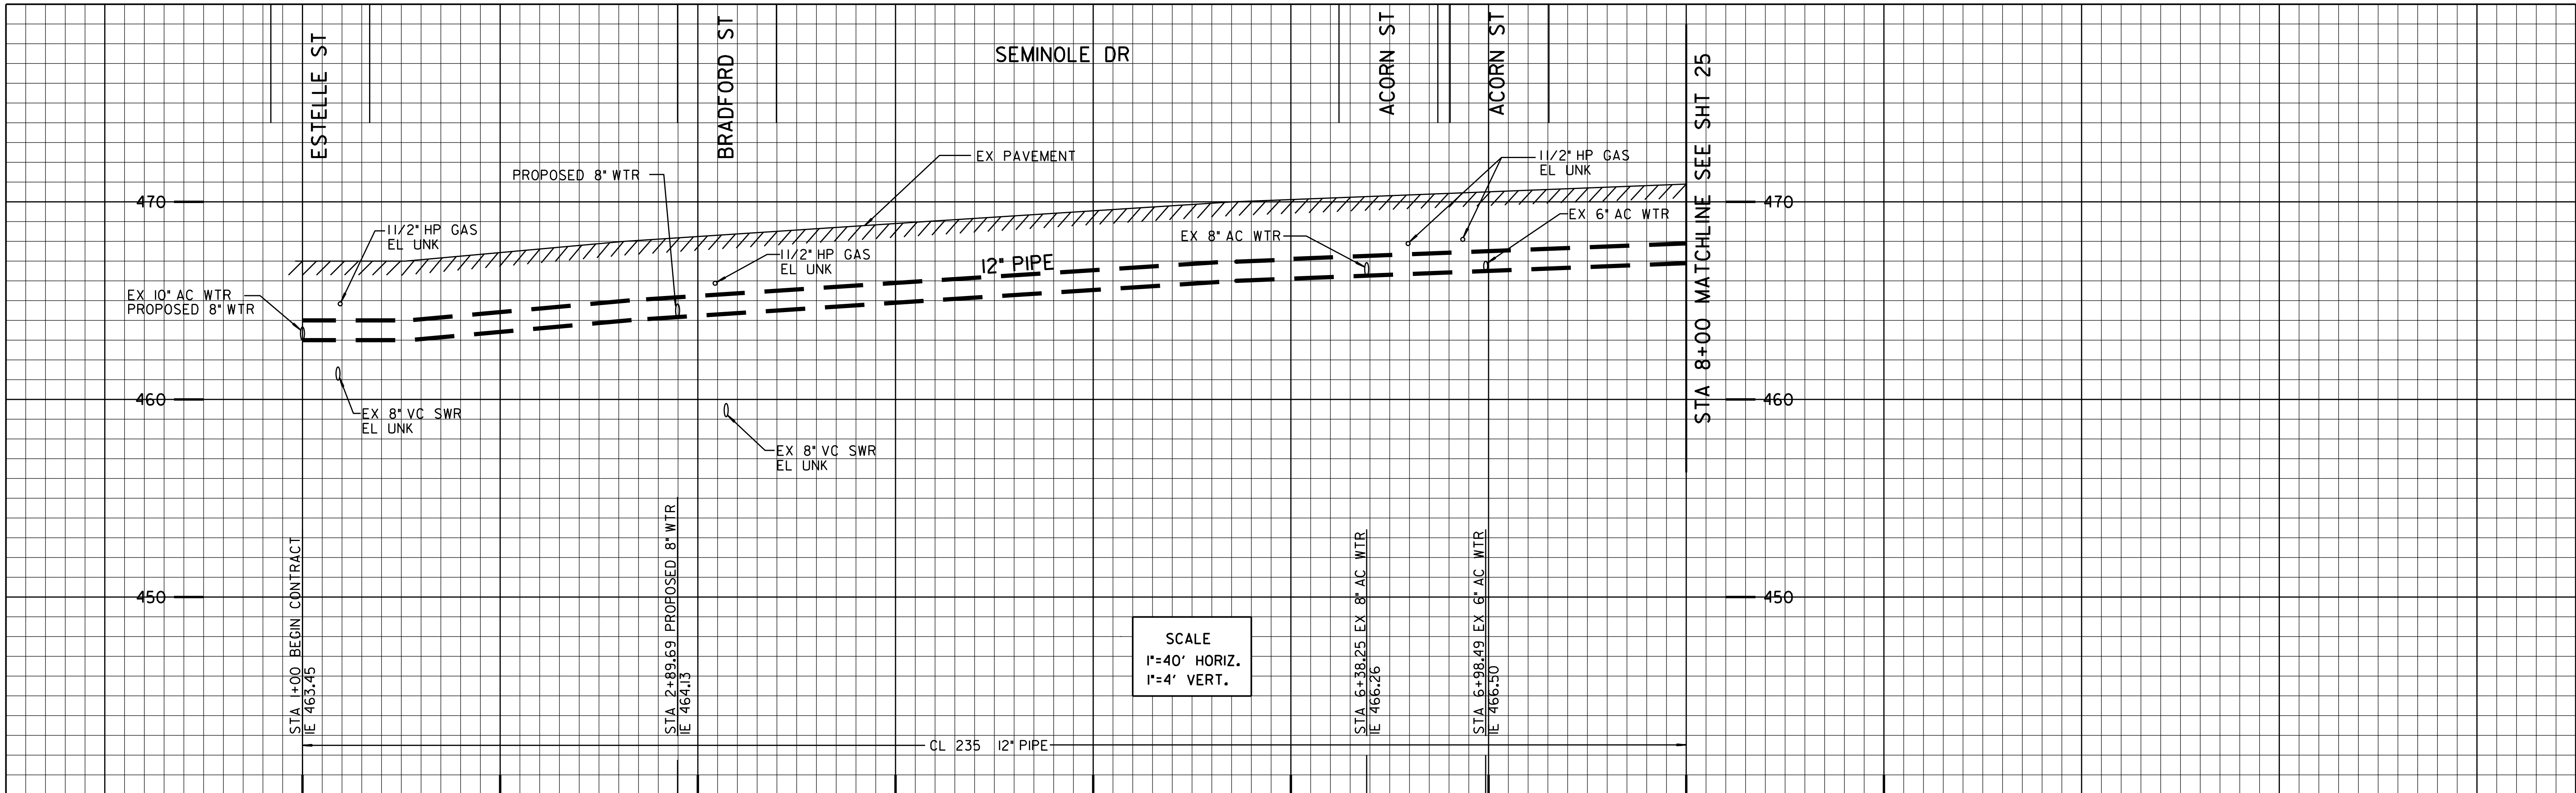 ESTELLE ST
BRADFORD ST
SEMINOLE DR
ACORN ST
ACORN ST
STA 8+00 MATCHLINE SEE SHT 25
EX PAVEMENT
PROPOSED 8" WTR
11/2" HP GAS
EL UNK
470
470
11/2" HP GAS
EL UNK
EX 6" AC WTR
EX 8" AC WTR
11/2" HP GAS
EL UNK
12" PIPE
EX 10" AC WTR
PROPOSED 8" WTR
460
460
EX 8" VC SWR
EL UNK
EX 8" VC SWR
EL UNK
450
450
STA 1+00 BEGIN CONTRACT
IE 463.45
STA 2+89.69 PROPOSED 8" WTR
IE 464.13
SCALE
1"=40' HORIZ.
1"=4' VERT.
STA 6+38.25 EX 8" AC WTR
IE 466.26
STA 6+98.49 EX 6" AC WTR
IE 466.50
CL 235 12" PIPE